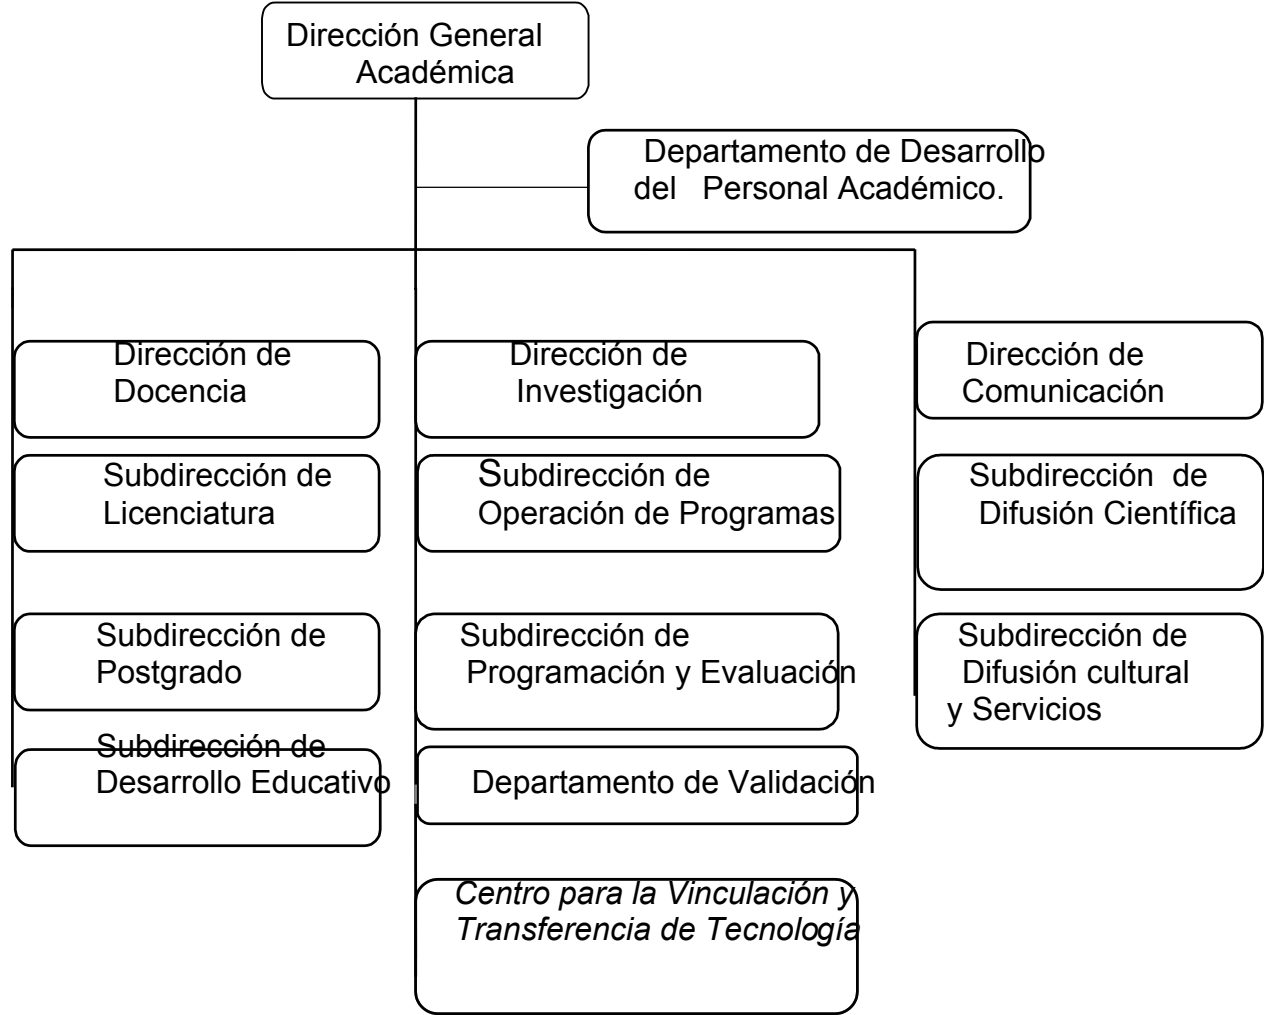 Dirección General
Académica
Departamento de Desarrollo
del Personal Académico.
Dirección de
Docencia
Dirección de
Investigación
Dirección de
Comunicación
Subdirección de
Licenciatura
Subdirección de
Operación de Programas
Subdirección de
Difusión Científica
Subdirección de
Postgrado
Subdirección de
Programación y Evaluación
Subdirección de
Difusión cultural
y Servicios
Subdirección de
Desarrollo Educativo
Departamento de Validación
Centro para la Vinculación y
Transferencia de Tecnología